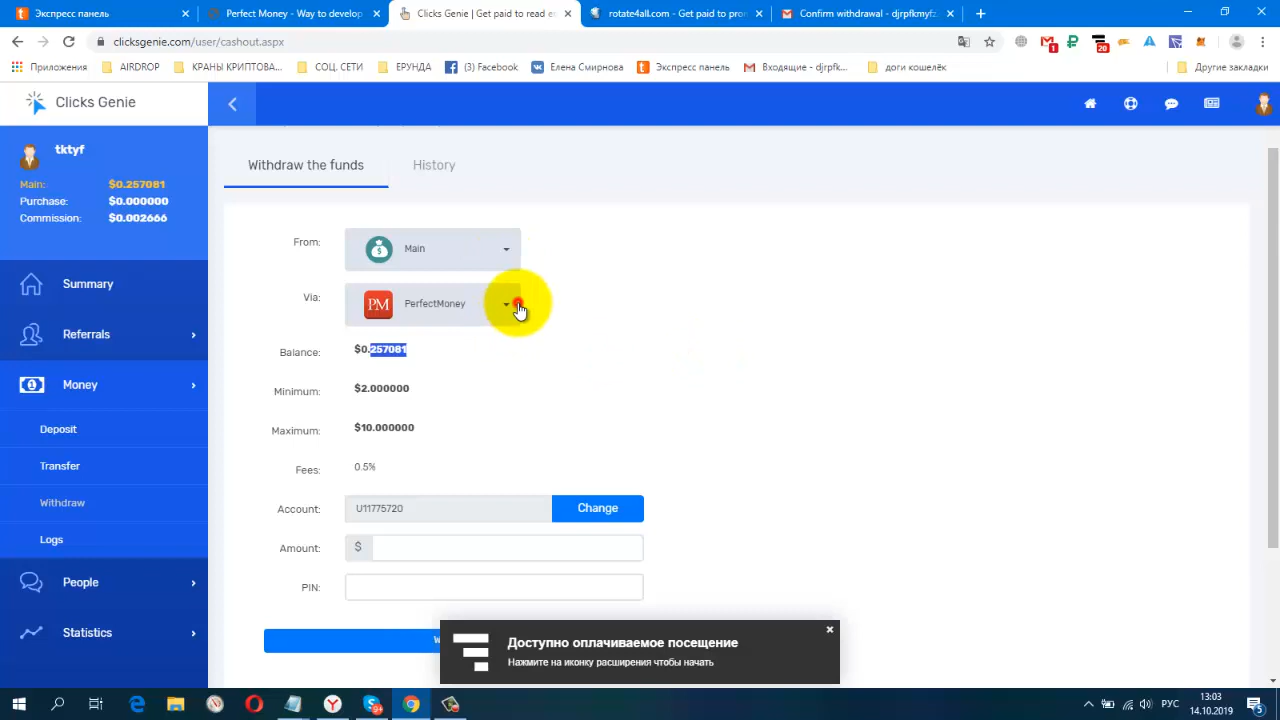 Экспресс панель
Perfect Money - Way to develop
Clicks Genie | Get paid to read e
rotate4all.com - Get paid to pro
Confirm withdrawal - djrpfkmyfz
clicksgenie.com/user/cashout.aspx
1
20
Приложения
AIRDROP
КРАНЫ КРИПТОВА...
СОЦ. СЕТИ
ЕРУНДА
(3) Facebook
Елена Смирнова
Экспресс панель
Входящие - djrpfk...
доги кошелёк
Другие закладки
Clicks Genie
tktyf
Main: $0.257081
Purchase: $0.000000
Commission: $0.002666
Summary
Referrals
Money
Deposit
Transfer
Withdraw
Logs
People
Statistics
Withdraw the funds
History
From: Main
Via: PM PerfectMoney
Balance: $0.257081
Minimum: $2.000000
Maximum: $10.000000
Fees: 0.5%
Account: U11775720 Change
Amount: $
PIN:
W
Доступно оплачиваемое посещение
Нажмите на иконку расширения чтобы начать
РУС
13:03
14.10.2019
5